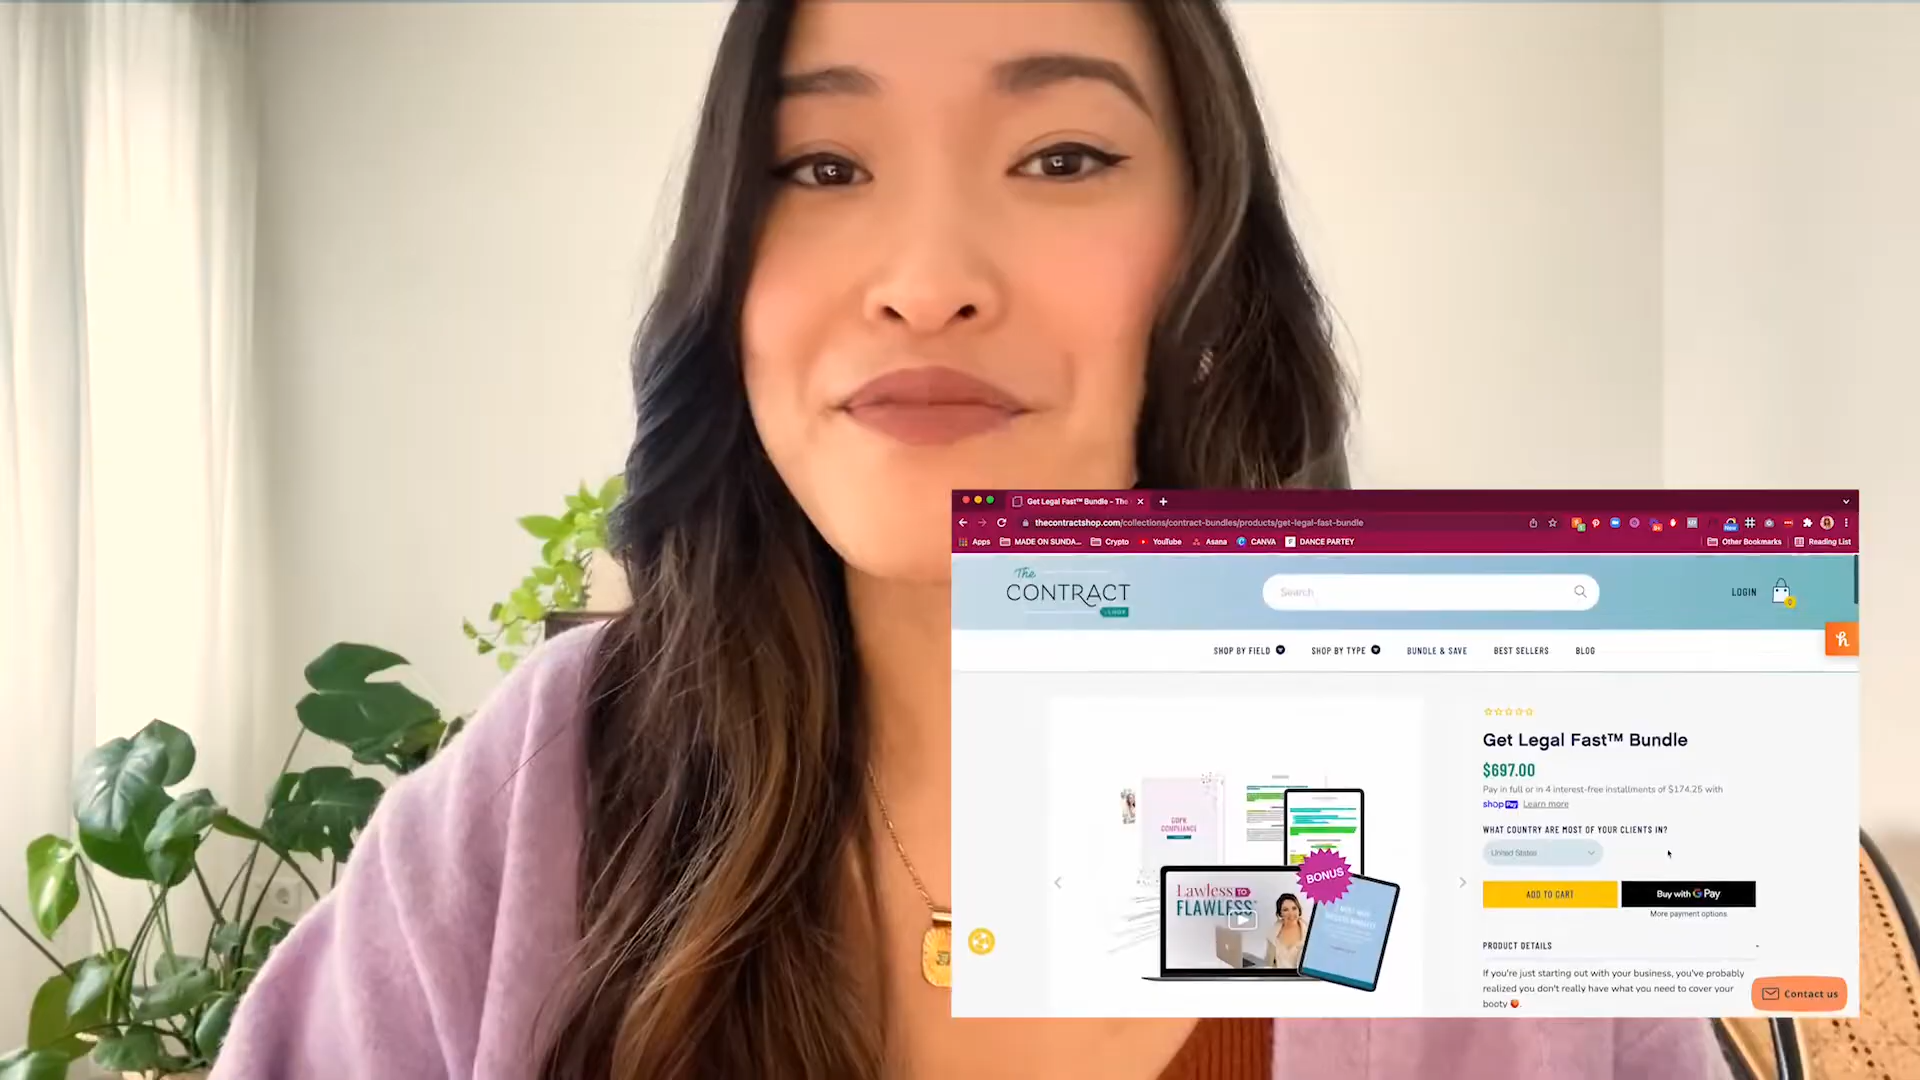 Get Legal Fast™ Bundle – The
thecontractshop.com/collections/contract-bundles/products/get-legal-fast-bundle
Apps MADE ON SUNDA... Crypto YouTube Asana CANVA DANCE PARTEY Other Bookmarks Reading List
The
CONTRACT
SHOP
Search
LOGIN
0
SHOP BY FIELD SHOP BY TYPE BUNDLE & SAVE BEST SELLERS BLOG
Get Legal Fast™ Bundle
$697.00
Pay in full or in 4 interest-free installments of $174.25 with
shop Pay Learn more
WHAT COUNTRY ARE MOST OF YOUR CLIENTS IN?
United States
ADD TO CART Buy with G Pay
More payment options
PRODUCT DETAILS -
If you're just starting out with your business, you've probably
realized you don't really have what you need to cover your
booty 🍑.
Contact us
GDPR
COMPLIANCE
BONUS
Lawless TO
FLAWLESS